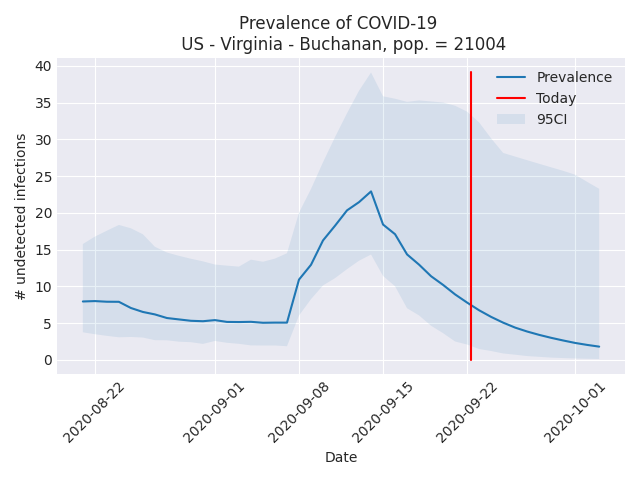 Prevalence of COVID-19
US - Virginia - Buchanan, pop. = 21004
40
35
30
25
20
15
10
5
0
# undetected infections
Prevalence
Today
95CI
2020-08-22
2020-09-01
2020-09-08
2020-09-15
2020-09-22
2020-10-01
Date